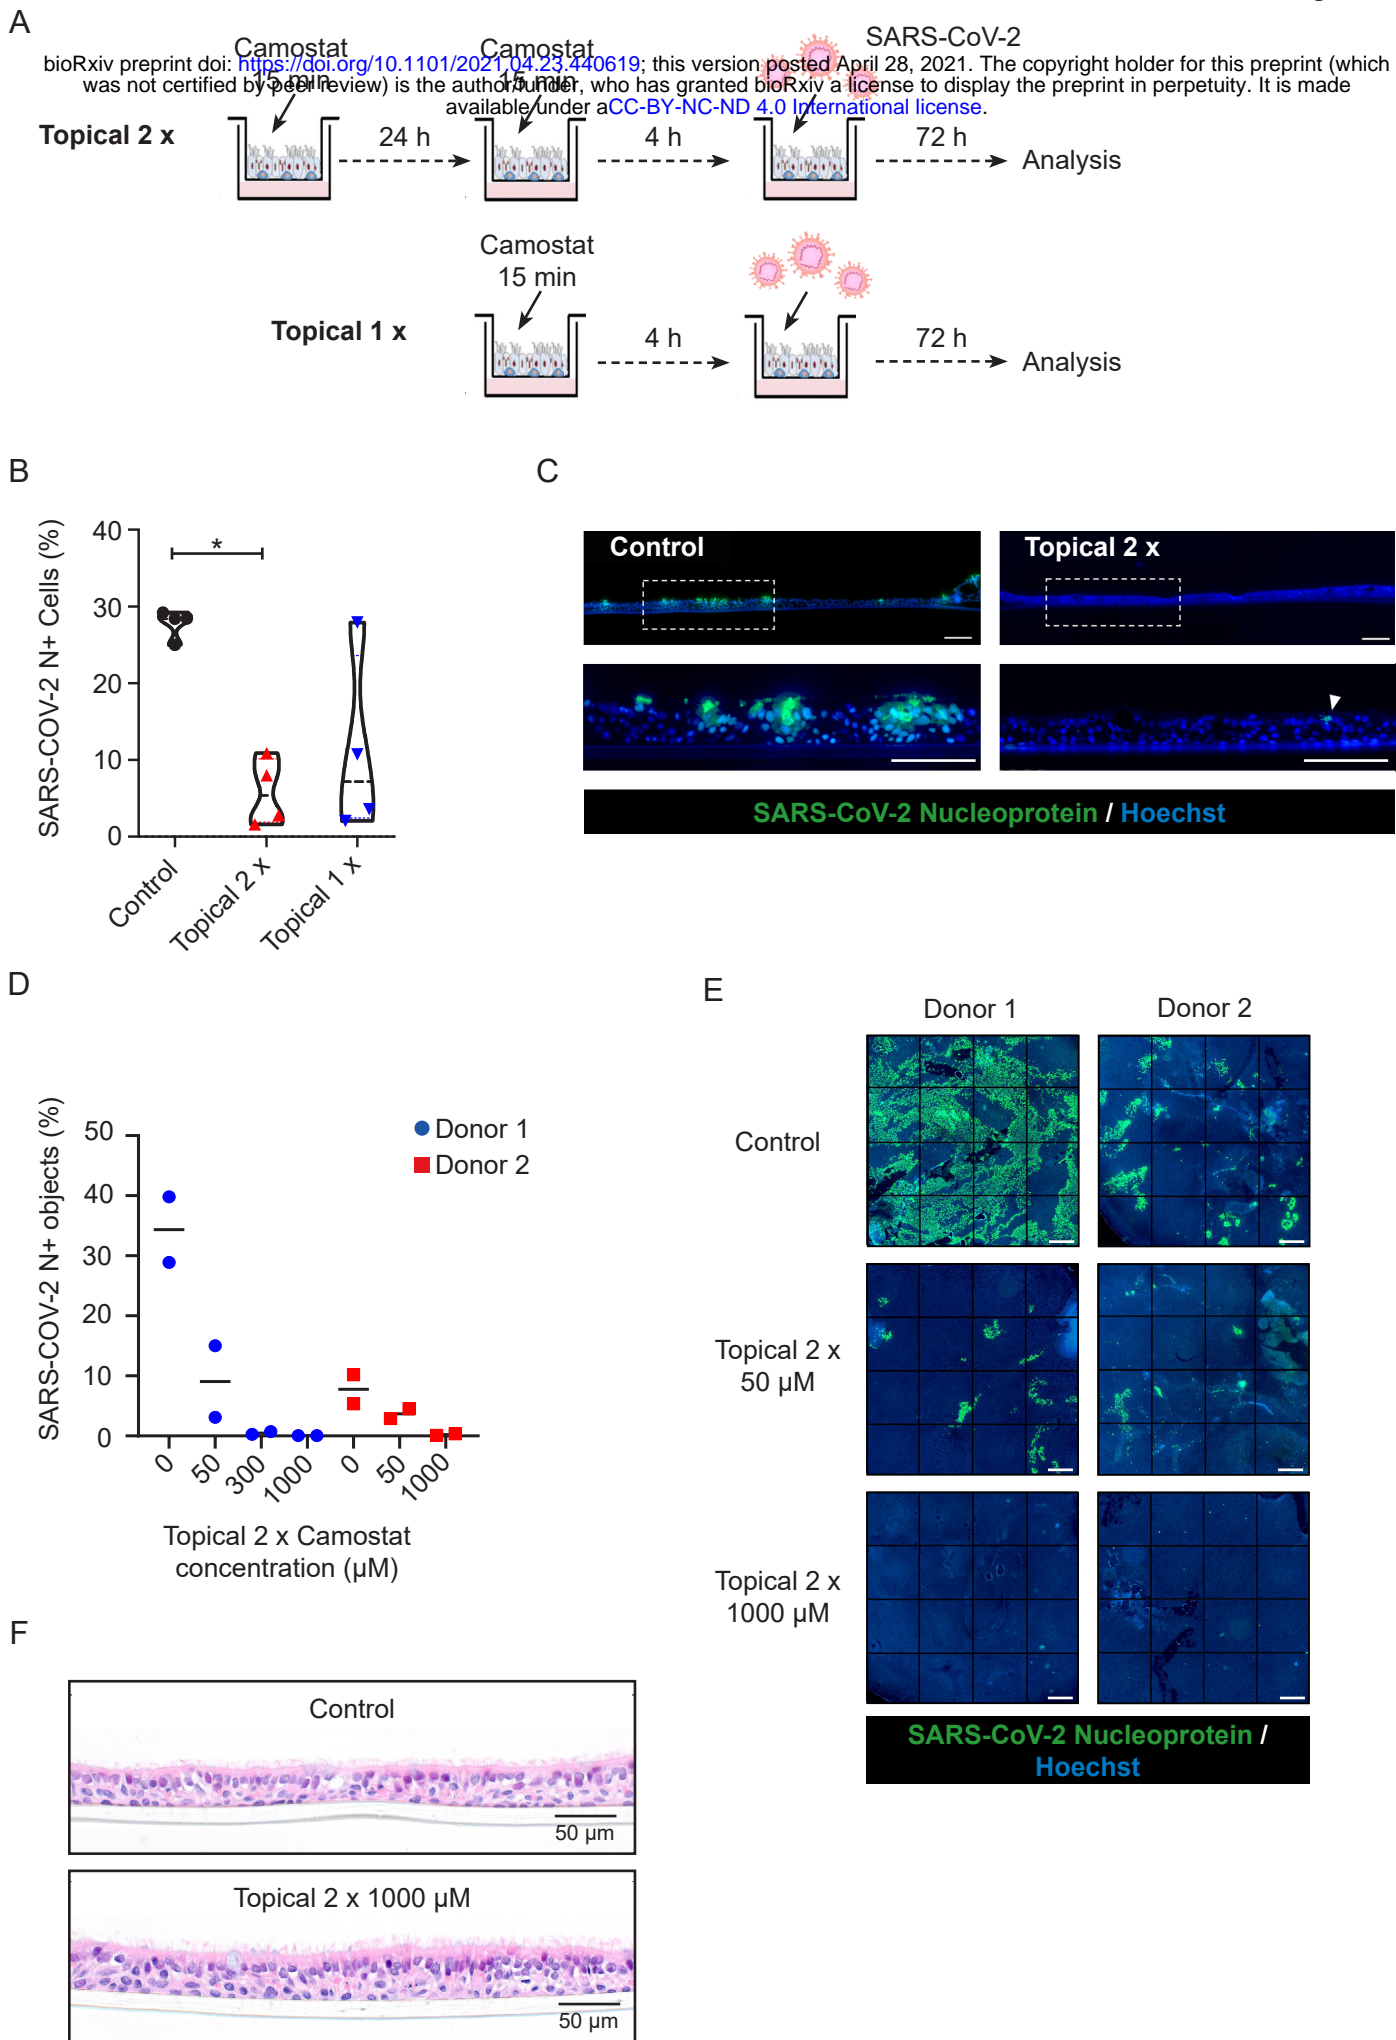 A
Camostat
15 min
Camostat
15 min
SARS-CoV-2
bioRxiv preprint doi: https://doi.org/10.1101/2021.04.23.440619; this version posted April 28, 2021. The copyright holder for this preprint (which
was not certified by peer review) is the author/funder, who has granted bioRxiv a license to display the preprint in perpetuity. It is made
available under aCC-BY-NC-ND 4.0 International license.
Topical 2 x
24 h
4 h
72 h
Analysis
Camostat
15 min
Topical 1 x
4 h
72 h
Analysis
B
SARS-COV-2 N+ Cells (%)
40
30
20
10
0
*
Control
Topical 2 x
Topical 1 x
C
Control
Topical 2 x
SARS-CoV-2 Nucleoprotein / Hoechst
D
SARS-COV-2 N+ objects (%)
50
40
30
20
10
0
Donor 1
Donor 2
0
50
300
1000
0
50
1000
Topical 2 x Camostat
concentration (µM)
E
Donor 1
Donor 2
Control
Topical 2 x
50 µM
Topical 2 x
1000 µM
SARS-CoV-2 Nucleoprotein /
Hoechst
F
Control
50 µm
Topical 2 x 1000 µM
50 µm